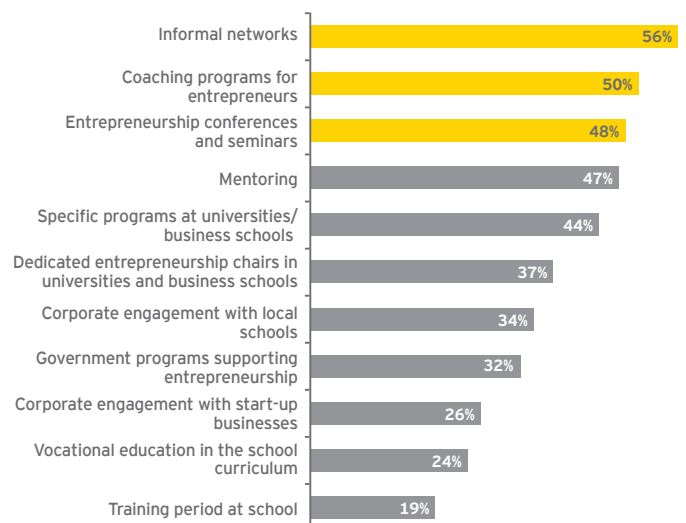 Informal networks
56%
Coaching programs for
entrepreneurs
50%
Entrepreneurship conferences
and seminars
48%
Mentoring
47%
Specific programs at universities/
business schools
44%
Dedicated entrepreneurship chairs in
universities and business schools
37%
Corporate engagement with local
schools
34%
Government programs supporting
entrepreneurship
32%
Corporate engagement with start-up
businesses
26%
Vocational education in the school
curriculum
24%
Training period at school
19%